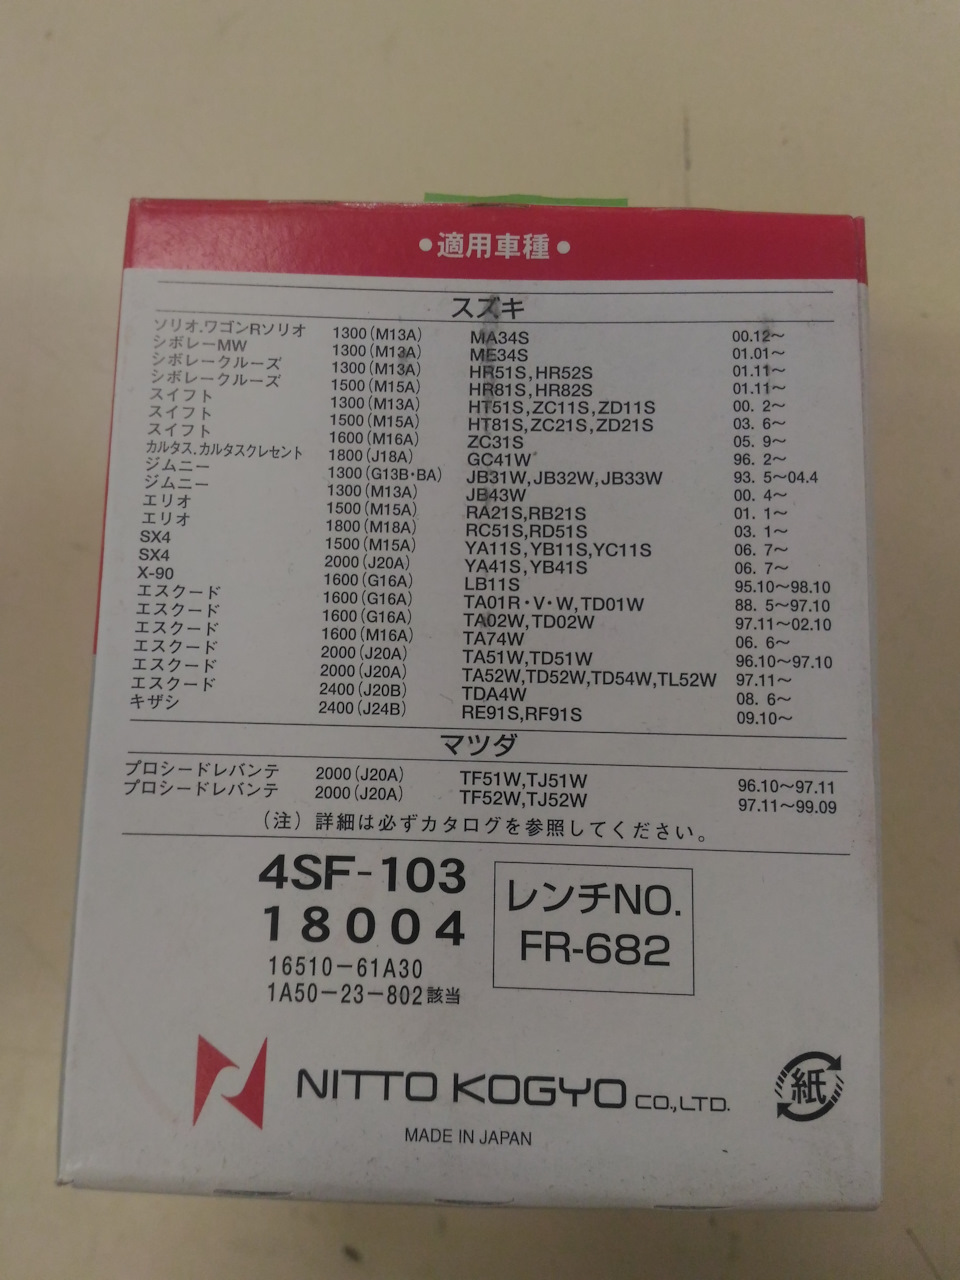 ●適用車種●
スズキ
ソリオ.ワゴンRソリオ 1300(M13A) MA34S 00.12～
シボレーMW 1300(M13A) ME34S 01.01～
シボレークルーズ 1300(M13A) HR51S,HR52S 01.11～
シボレークルーズ 1500(M15A) HR81S,HR82S 01.11～
スイフト 1300(M13A) HT51S,ZC11S,ZD11S 00. 2～
スイフト 1500(M15A) HT81S,ZC21S,ZD21S 03. 6～
スイフト 1600(M16A) ZC31S 05. 9～
カルタス.カルタスクレセント 1800(J18A) GC41W 96. 2～
ジムニー 1300(G13B・BA) JB31W,JB32W,JB33W 93. 5～04.4
ジムニー 1300(M13A) JB43W 00. 4～
エリオ 1500(M15A) RA21S,RB21S 01. 1～
エリオ 1800(M18A) RC51S,RD51S 03. 1～
SX4 1500(M15A) YA11S,YB11S,YC11S 06. 7～
SX4 2000(J20A) YA41S,YB41S 06. 7～
X-90 1600(G16A) LB11S 95.10～98.10
エスクード 1600(G16A) TA01R・V・W,TD01W 88. 5～97.10
エスクード 1600(G16A) TA02W,TD02W 97.11～02.10
エスクード 1600(M16A) TA74W 06. 6～
エスクード 2000(J20A) TA51W,TD51W 96.10～97.10
エスクード 2000(J20A) TA52W,TD52W,TD54W,TL52W 97.11～
エスクード 2400(J20B) TDA4W 08. 6～
キザシ 2400(J24B) RE91S,RF91S 09.10～
マツダ
プロシードレバンテ 2000(J20A) TF51W,TJ51W 96.10～97.11
プロシードレバンテ 2000(J20A) TF52W,TJ52W 97.11～99.09
(注)詳細は必ずカタログを参照してください。
4SF-103
18004
16510-61A30
1A50-23-802該当
レンチNO.
FR-682
NITTO KOGYO CO.,LTD.
紙
MADE IN JAPAN